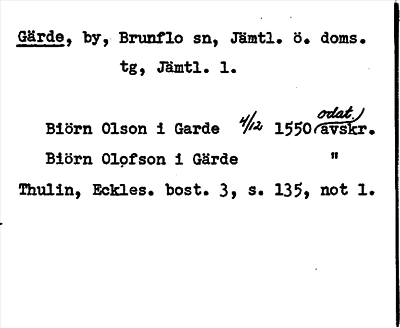 Gärde, by, Brunflo sn, Jämtl. ö. doms.
tg, Jämtl. l.
Biörn Olson i Garde 4/12 1550 (odat. avskr.)
Biörn Olofson i Gärde "
Thulin, Eckles. bost. 3, s. 135, not 1.